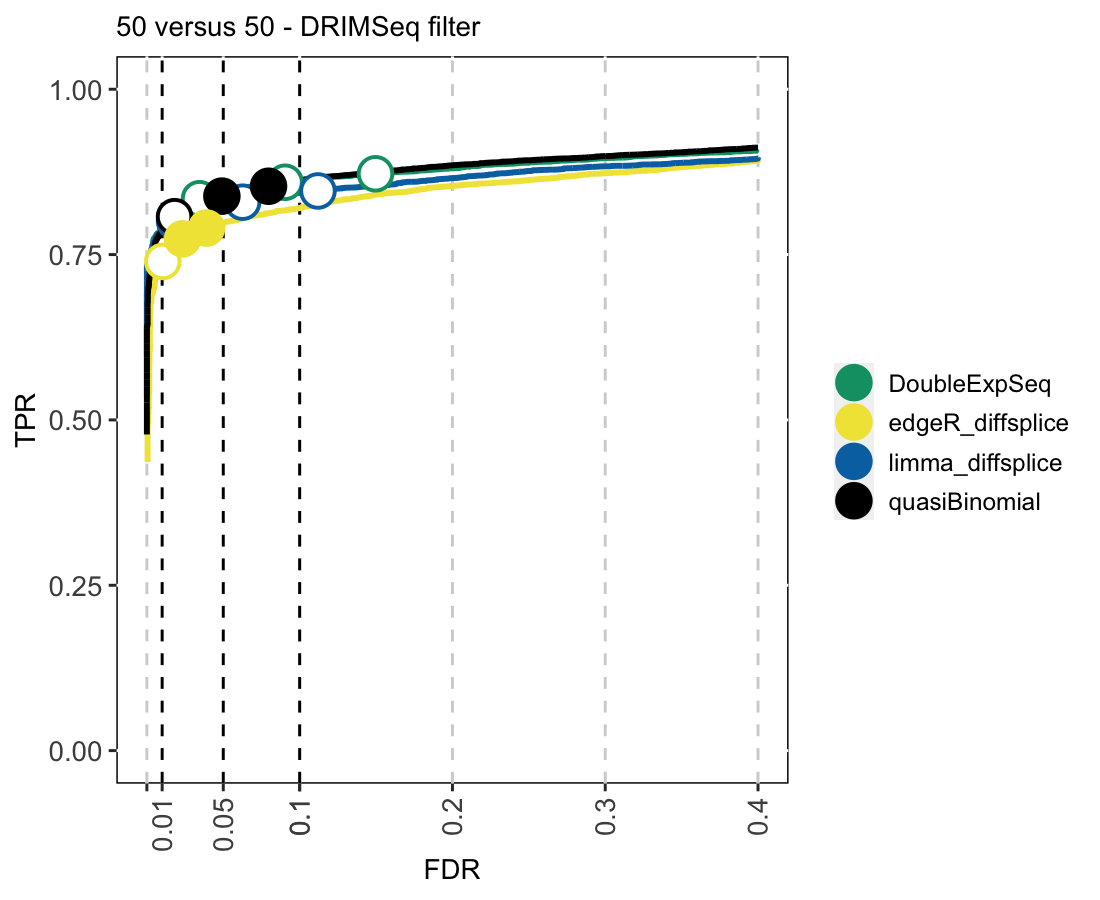 50 versus 50 - DRIMSeq filter
1.00
0.75
0.50
0.25
0.00
TPR
0.01
0.05
0.1
0.2
0.3
0.4
FDR
DoubleExpSeq
edgeR_diffsplice
limma_diffsplice
quasiBinomial